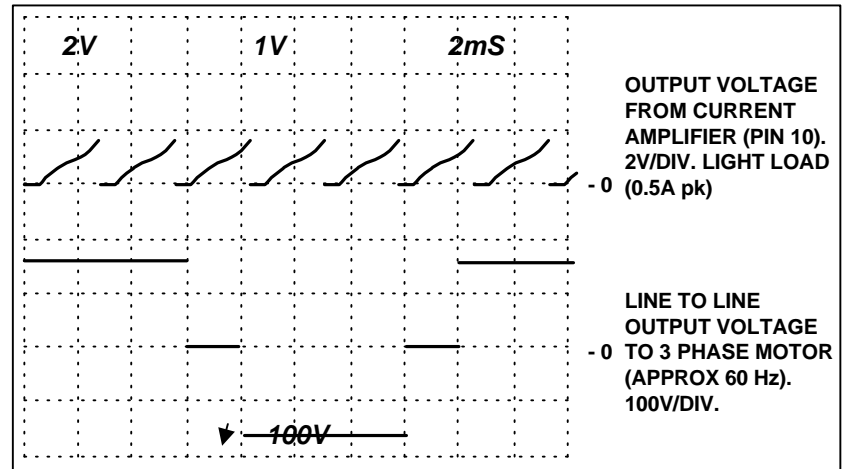 2V 1V 2mS
OUTPUT VOLTAGE
FROM CURRENT
AMPLIFIER (PIN 10).
2V/DIV. LIGHT LOAD
- 0 (0.5A pk)
LINE TO LINE
OUTPUT VOLTAGE
- 0 TO 3 PHASE MOTOR
(APPROX 60 Hz).
100V/DIV.
100V